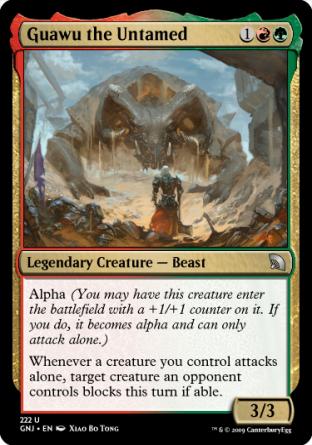 Guawu the Untamed 1
Legendary Creature — Beast
Alpha (You may have this creature enter
the battlefield with a +1/+1 counter on it. If
you do, it becomes alpha and can only
attack alone.)
Whenever a creature you control attacks
alone, target creature an opponent
controls blocks this turn if able.
3/3
222 U
GNJ • EN Xiao Bo Tong
™ & © 2019 CanterburyEgg